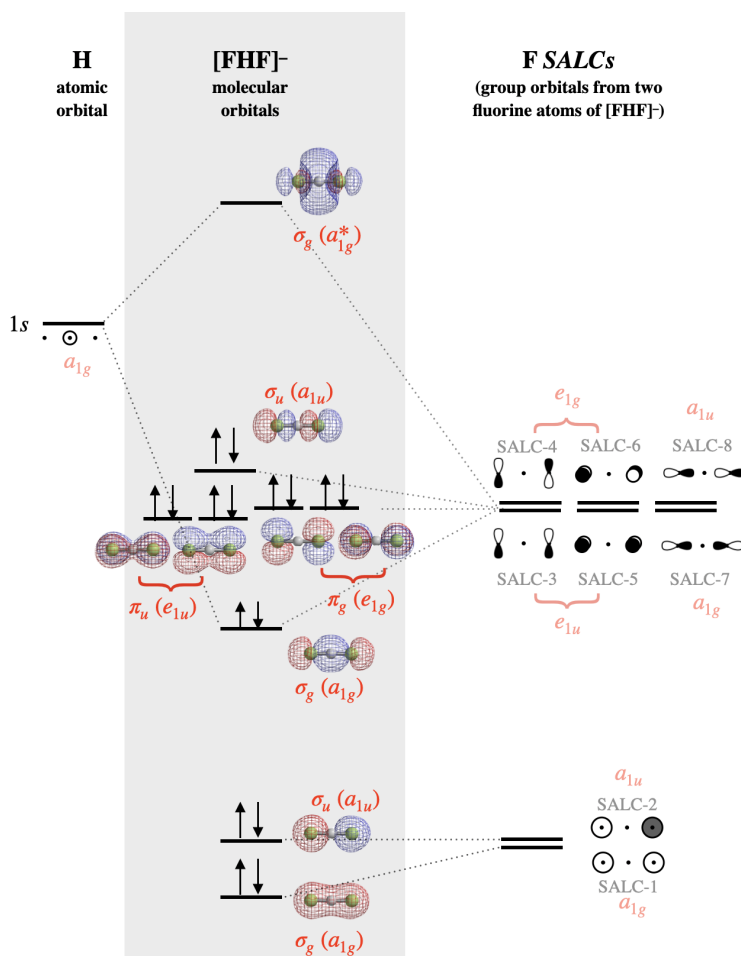 H
atomic
orbital
[FHF]⁻
molecular
orbitals
F SALCs
(group orbitals from two
fluorine atoms of [FHF]⁻)
σg (a*1g)
1s
a1g
σu (a1u)
e1g
a1u
SALC-4
SALC-6
SALC-8
πu (e1u)
πg (e1g)
SALC-3
SALC-5
SALC-7
e1u
a1g
σg (a1g)
σu (a1u)
a1u
SALC-2
SALC-1
a1g
σg (a1g)